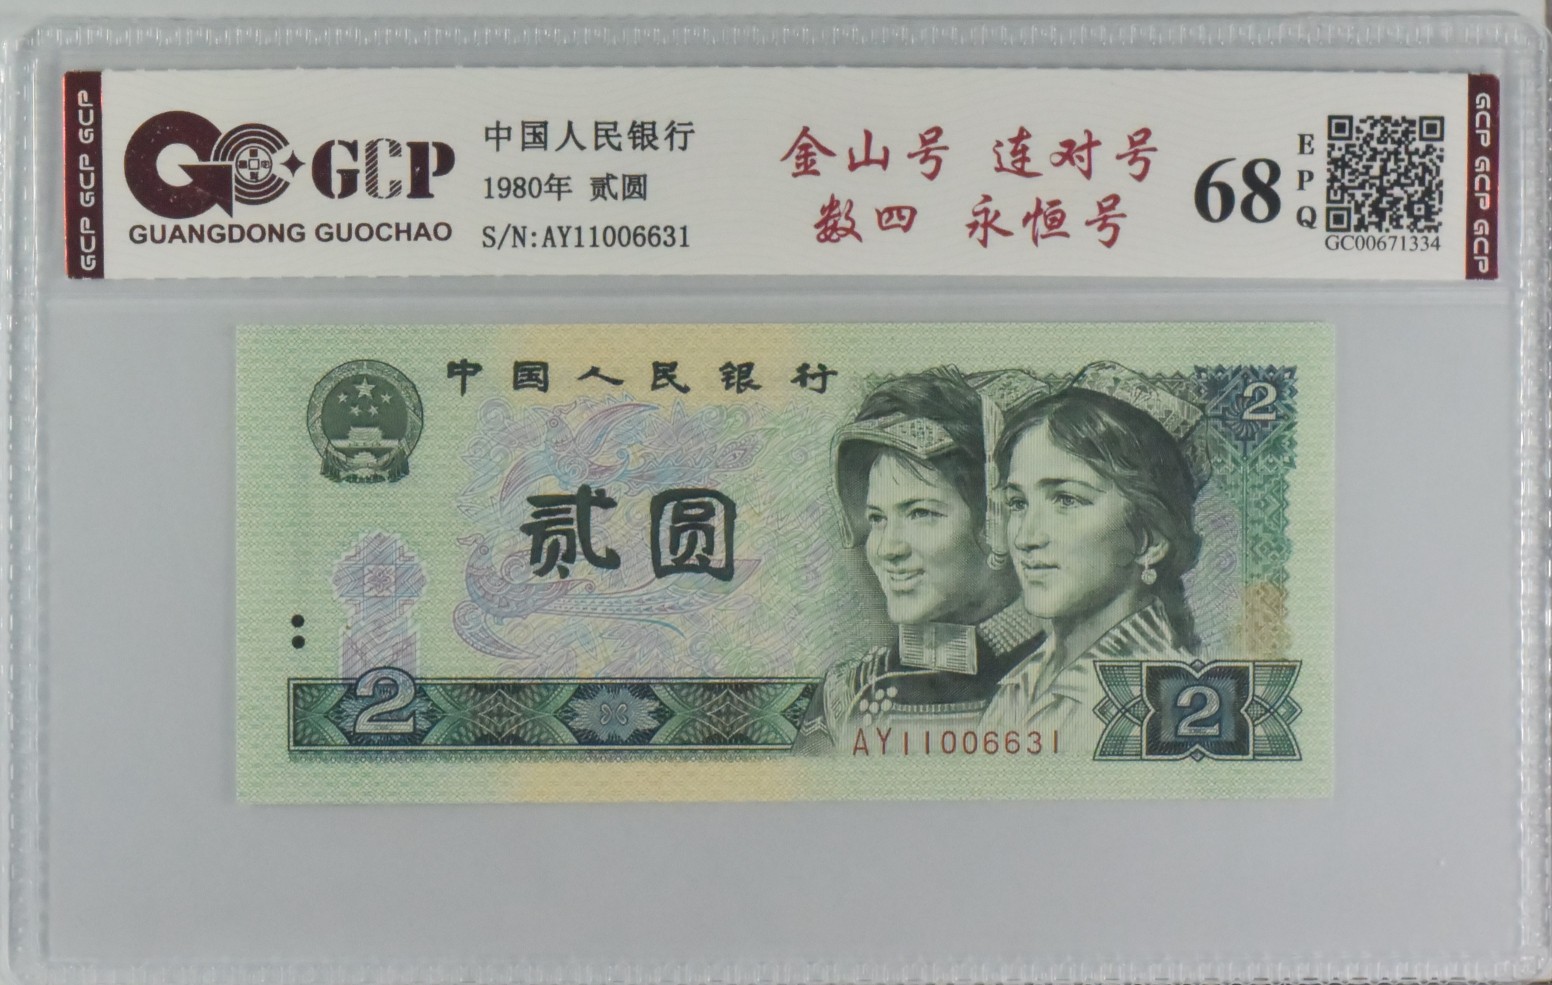 GCP GCP GCP
GCP
GUANGDONG GUOCHAO
中国人民银行
1980年 贰圆
S/N:AY11006631
金山号 连对号
数四 永恒号
68
EPQ
GC00671334
GCP GCP GCP
中国人民银行
2
贰圆
2
AY11006631
2